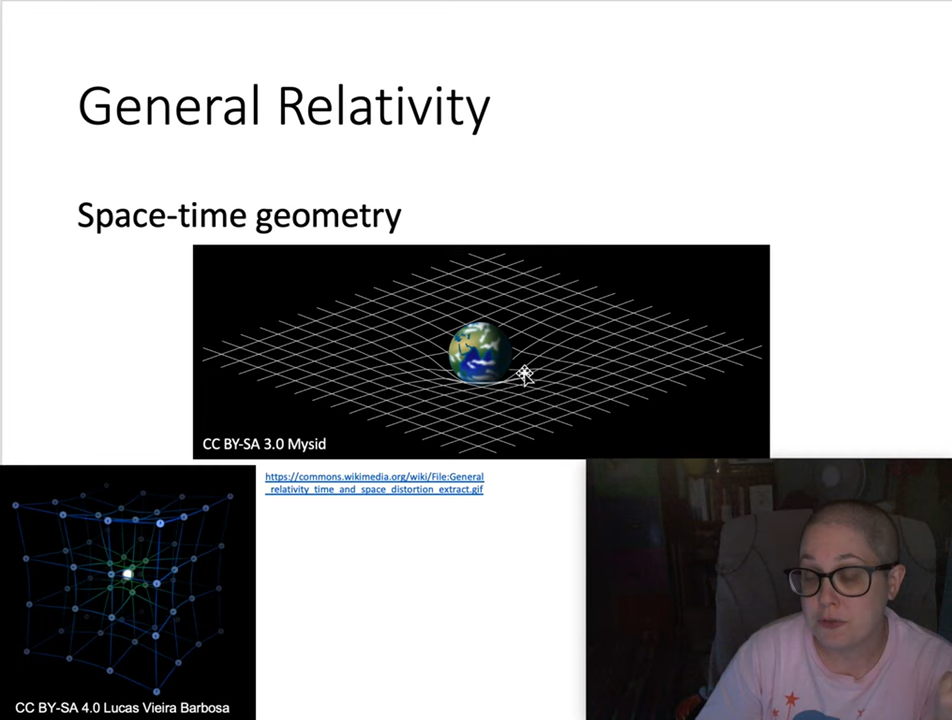 General Relativity
Space-time geometry
CC BY-SA 3.0 Mysid
https://commons.wikimedia.org/wiki/File:General
_relativity_time_and_space_distortion_extract.gif
CC BY-SA 4.0 Lucas Vieira Barbosa